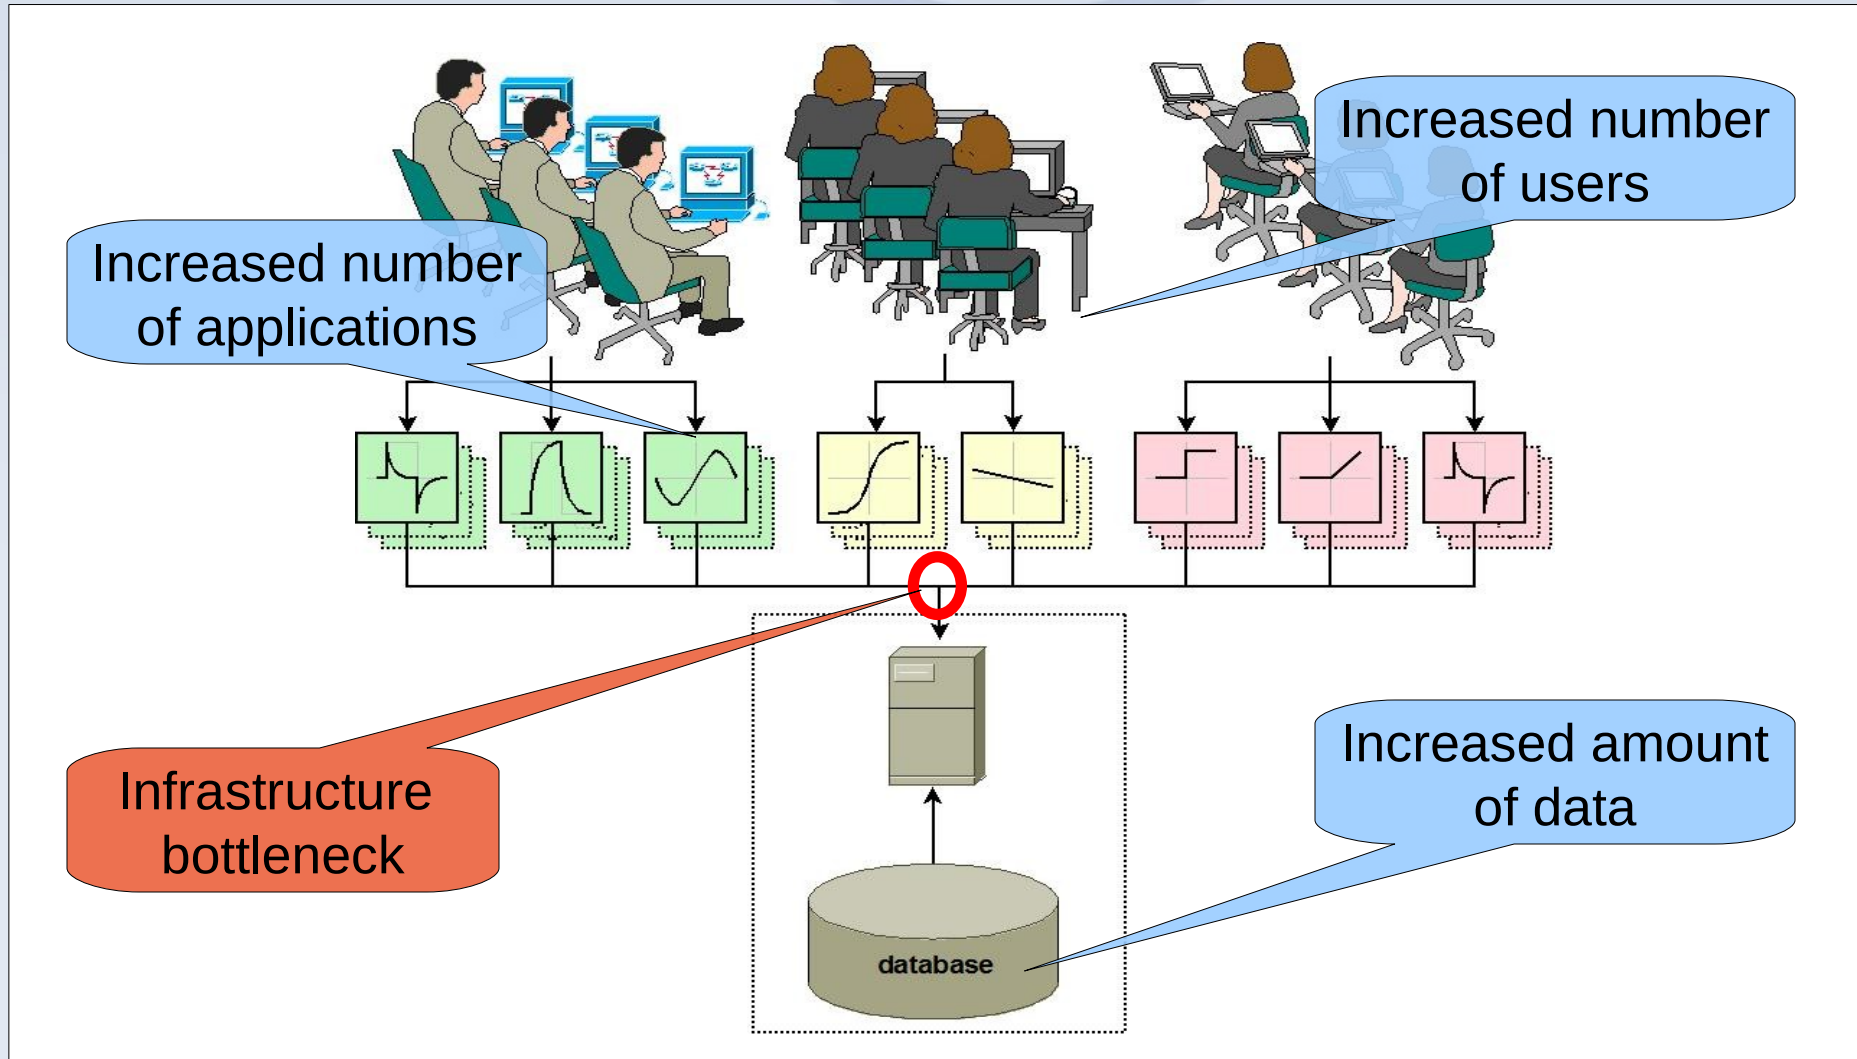 Increased number
of users
Increased number
of applications
Infrastructure
bottleneck
Increased amount
of data
database